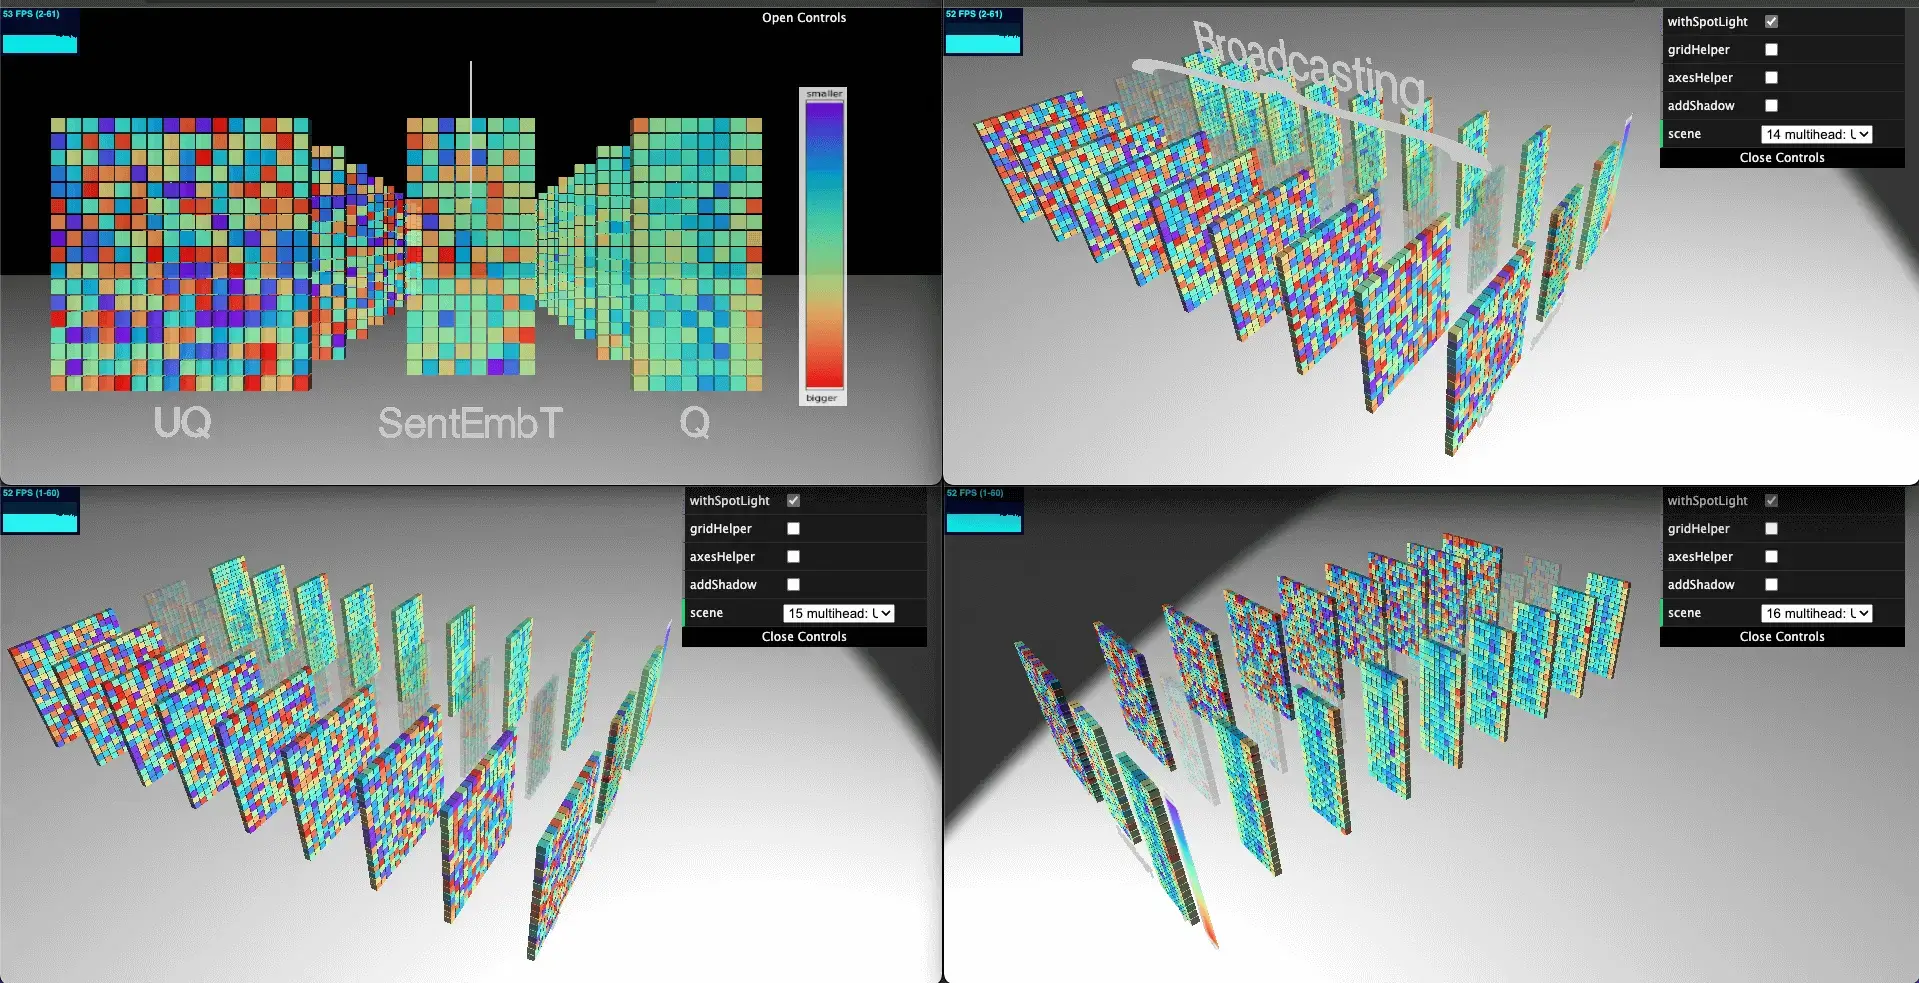 53 FPS (2-61)
Open Controls
smaller
bigger
UQ
SentEmbT
Q
52 FPS (2-61)
Broadcasting
withSpotLight
gridHelper
axesHelper
addShadow
scene
14 multihead: U
Close Controls
52 FPS (1-60)
withSpotLight
gridHelper
axesHelper
addShadow
scene
15 multihead: U
Close Controls
52 FPS (1-60)
withSpotLight
gridHelper
axesHelper
addShadow
scene
16 multihead: U
Close Controls